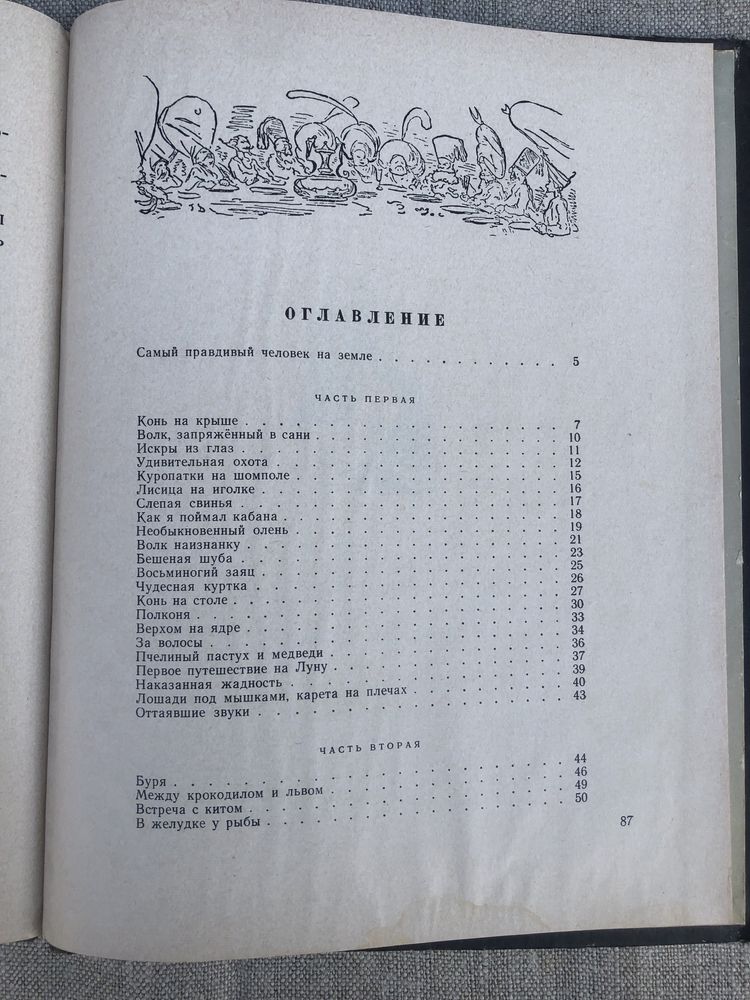 ОГЛАВЛЕНИЕ
Самый правдивый человек на земле . . . . . . . . . . . . 5
ЧАСТЬ ПЕРВАЯ
Конь на крыше . . . . . . . . . . . . 7
Волк, запряжённый в сани . . . . . . . . . . . . 10
Искры из глаз . . . . . . . . . . . . 11
Удивительная охота . . . . . . . . . . . . 12
Куропатки на шомполе . . . . . . . . . . . . 15
Лисица на иголке . . . . . . . . . . . . 16
Слепая свинья . . . . . . . . . . . . 17
Как я поймал кабана . . . . . . . . . . . . 18
Необыкновенный олень . . . . . . . . . . . . 19
Волк наизнанку . . . . . . . . . . . . 21
Бешеная шуба . . . . . . . . . . . . 23
Восьминогий заяц . . . . . . . . . . . . 25
Чудесная куртка . . . . . . . . . . . . 26
Конь на столе . . . . . . . . . . . . 27
Полконя . . . . . . . . . . . . 30
Верхом на ядре . . . . . . . . . . . . 33
За волосы . . . . . . . . . . . . 34
Пчелиный пастух и медведи . . . . . . . . . . . . 36
Первое путешествие на Луну . . . . . . . . . . . . 37
Наказанная жадность . . . . . . . . . . . . 39
Лошади под мышками, карета на плечах . . . . . . . . . . . . 40
Оттаявшие звуки . . . . . . . . . . . . 43
ЧАСТЬ ВТОРАЯ
Буря . . . . . . . . . . . . 44
Между крокодилом и львом . . . . . . . . . . . . 46
Встреча с китом . . . . . . . . . . . . 49
В желудке у рыбы . . . . . . . . . . . . 50
87